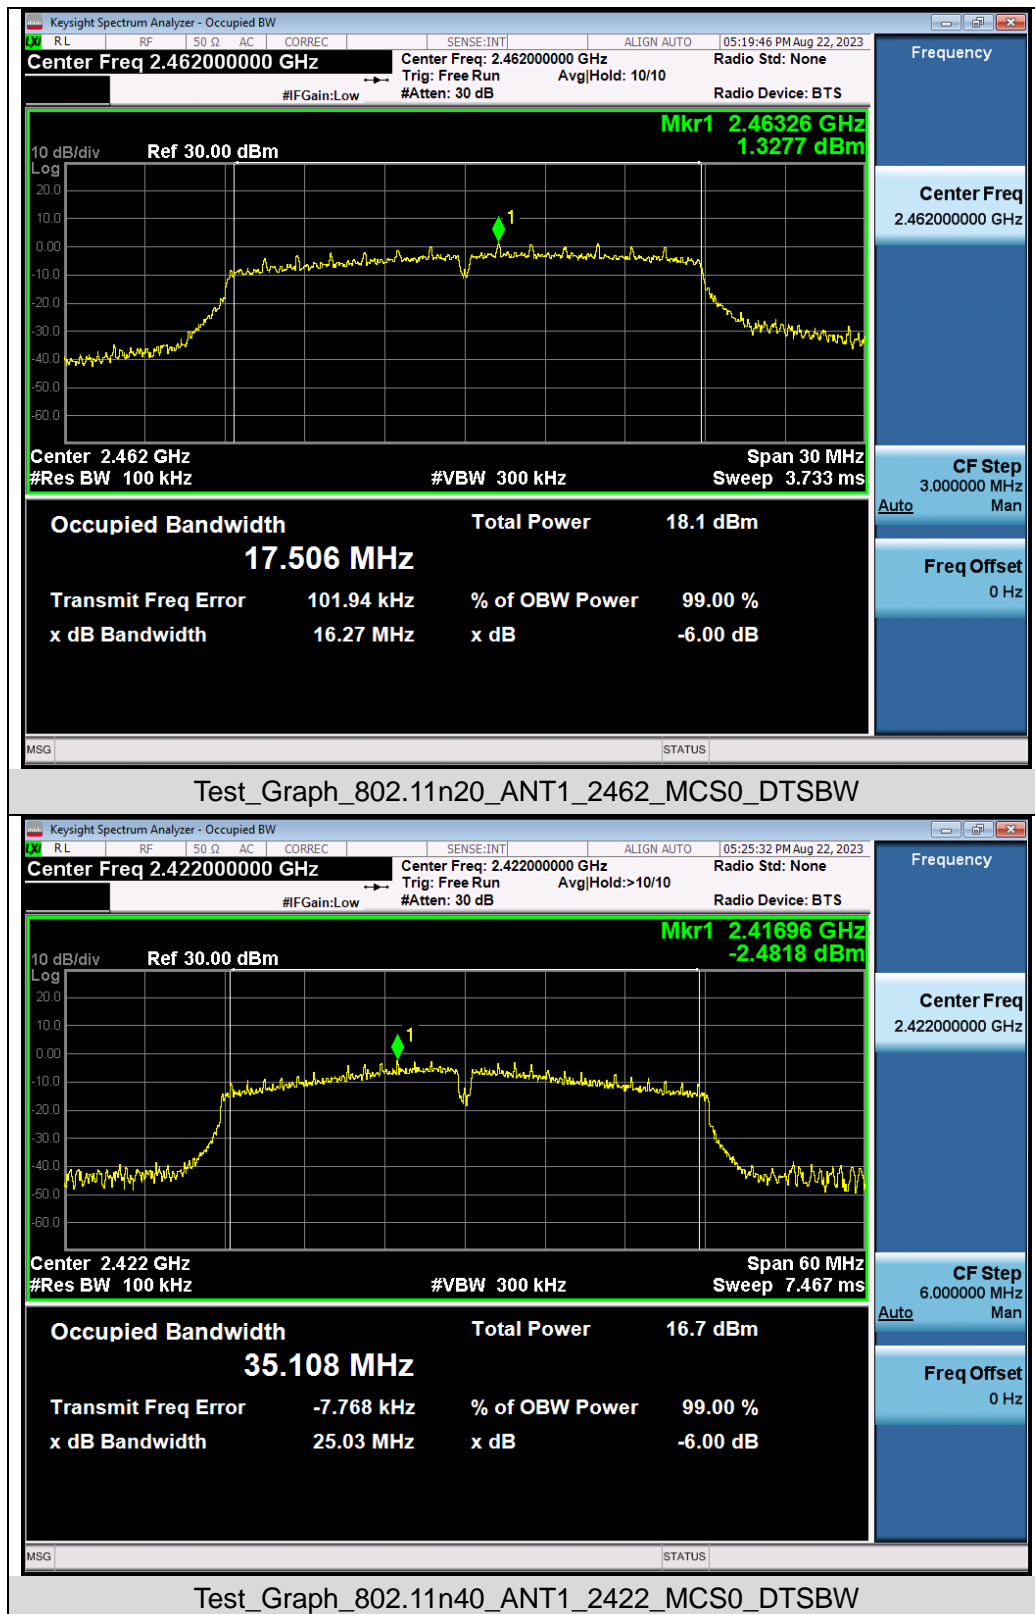 Keysight Spectrum Analyzer - Occupied BW
LXI RL RF 50 Ω AC CORREC SENSE:INT ALIGN AUTO 05:19:46 PM Aug 22, 2023
Center Freq 2.462000000 GHz
Center Freq: 2.462000000 GHz
Radio Std: None
Trig: Free Run Avg|Hold: 10/10
#IFGain:Low
#Atten: 30 dB
Radio Device: BTS
Frequency
Mkr1 2.46326 GHz
1.3277 dBm
10 dB/div Ref 30.00 dBm
Log
20.0
10.0
0.00
-10.0
-20.0
-30.0
-40.0
-50.0
-60.0
1
Center 2.462 GHz Span 30 MHz
#Res BW 100 kHz #VBW 300 kHz Sweep 3.733 ms
Center Freq
2.462000000 GHz
CF Step
3.000000 MHz
Auto Man
Freq Offset
0 Hz
Occupied Bandwidth Total Power 18.1 dBm
17.506 MHz
Transmit Freq Error 101.94 kHz % of OBW Power 99.00 %
x dB Bandwidth 16.27 MHz x dB -6.00 dB
MSG STATUS
Test_Graph_802.11n20_ANT1_2462_MCS0_DTSBW
Keysight Spectrum Analyzer - Occupied BW
LXI RL RF 50 Ω AC CORREC SENSE:INT ALIGN AUTO 05:25:32 PM Aug 22, 2023
Center Freq 2.422000000 GHz
Center Freq: 2.422000000 GHz
Radio Std: None
Trig: Free Run Avg|Hold:>10/10
#IFGain:Low
#Atten: 30 dB
Radio Device: BTS
Frequency
Mkr1 2.41696 GHz
-2.4818 dBm
10 dB/div Ref 30.00 dBm
Log
20.0
10.0
0.00
-10.0
-20.0
-30.0
-40.0
-50.0
-60.0
1
Center 2.422 GHz Span 60 MHz
#Res BW 100 kHz #VBW 300 kHz Sweep 7.467 ms
Center Freq
2.422000000 GHz
CF Step
6.000000 MHz
Auto Man
Freq Offset
0 Hz
Occupied Bandwidth Total Power 16.7 dBm
35.108 MHz
Transmit Freq Error -7.768 kHz % of OBW Power 99.00 %
x dB Bandwidth 25.03 MHz x dB -6.00 dB
MSG STATUS
Test_Graph_802.11n40_ANT1_2422_MCS0_DTSBW